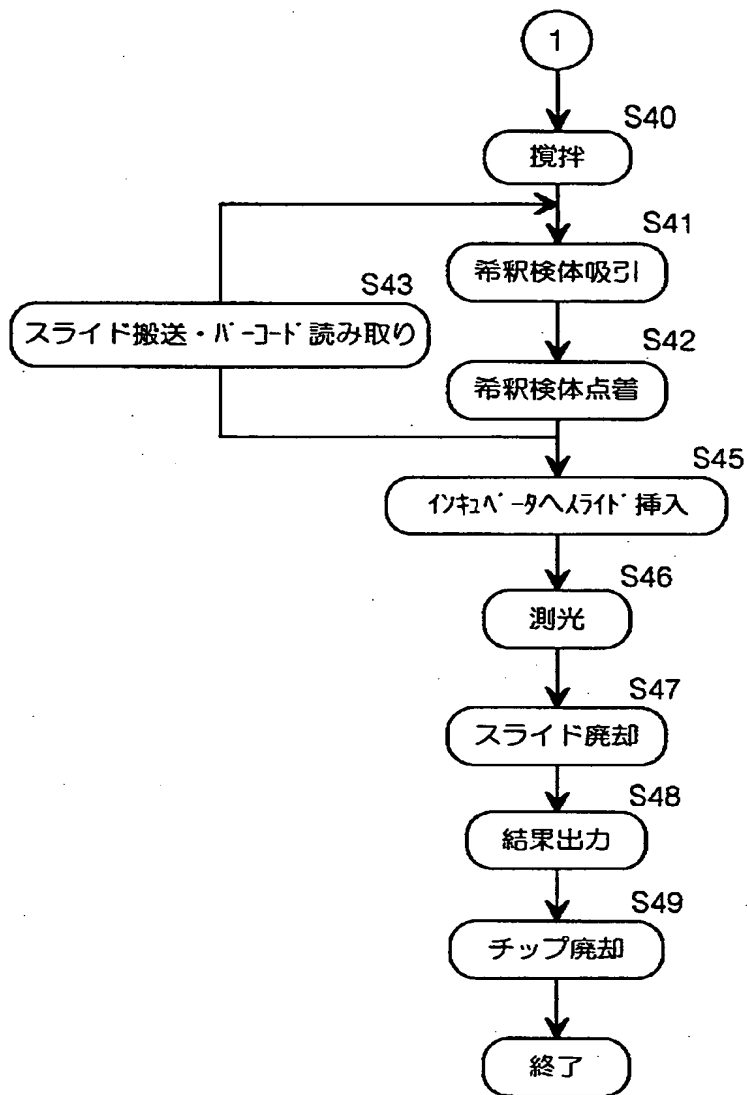 1
S40
攪拌
S41
希釈検体吸引
S43
スライド搬送・バーコード読み取り
S42
希釈検体点着
S45
インキュベータへスライド挿入
S46
測光
S47
スライド廃却
S48
結果出力
S49
チップ廃却
終了